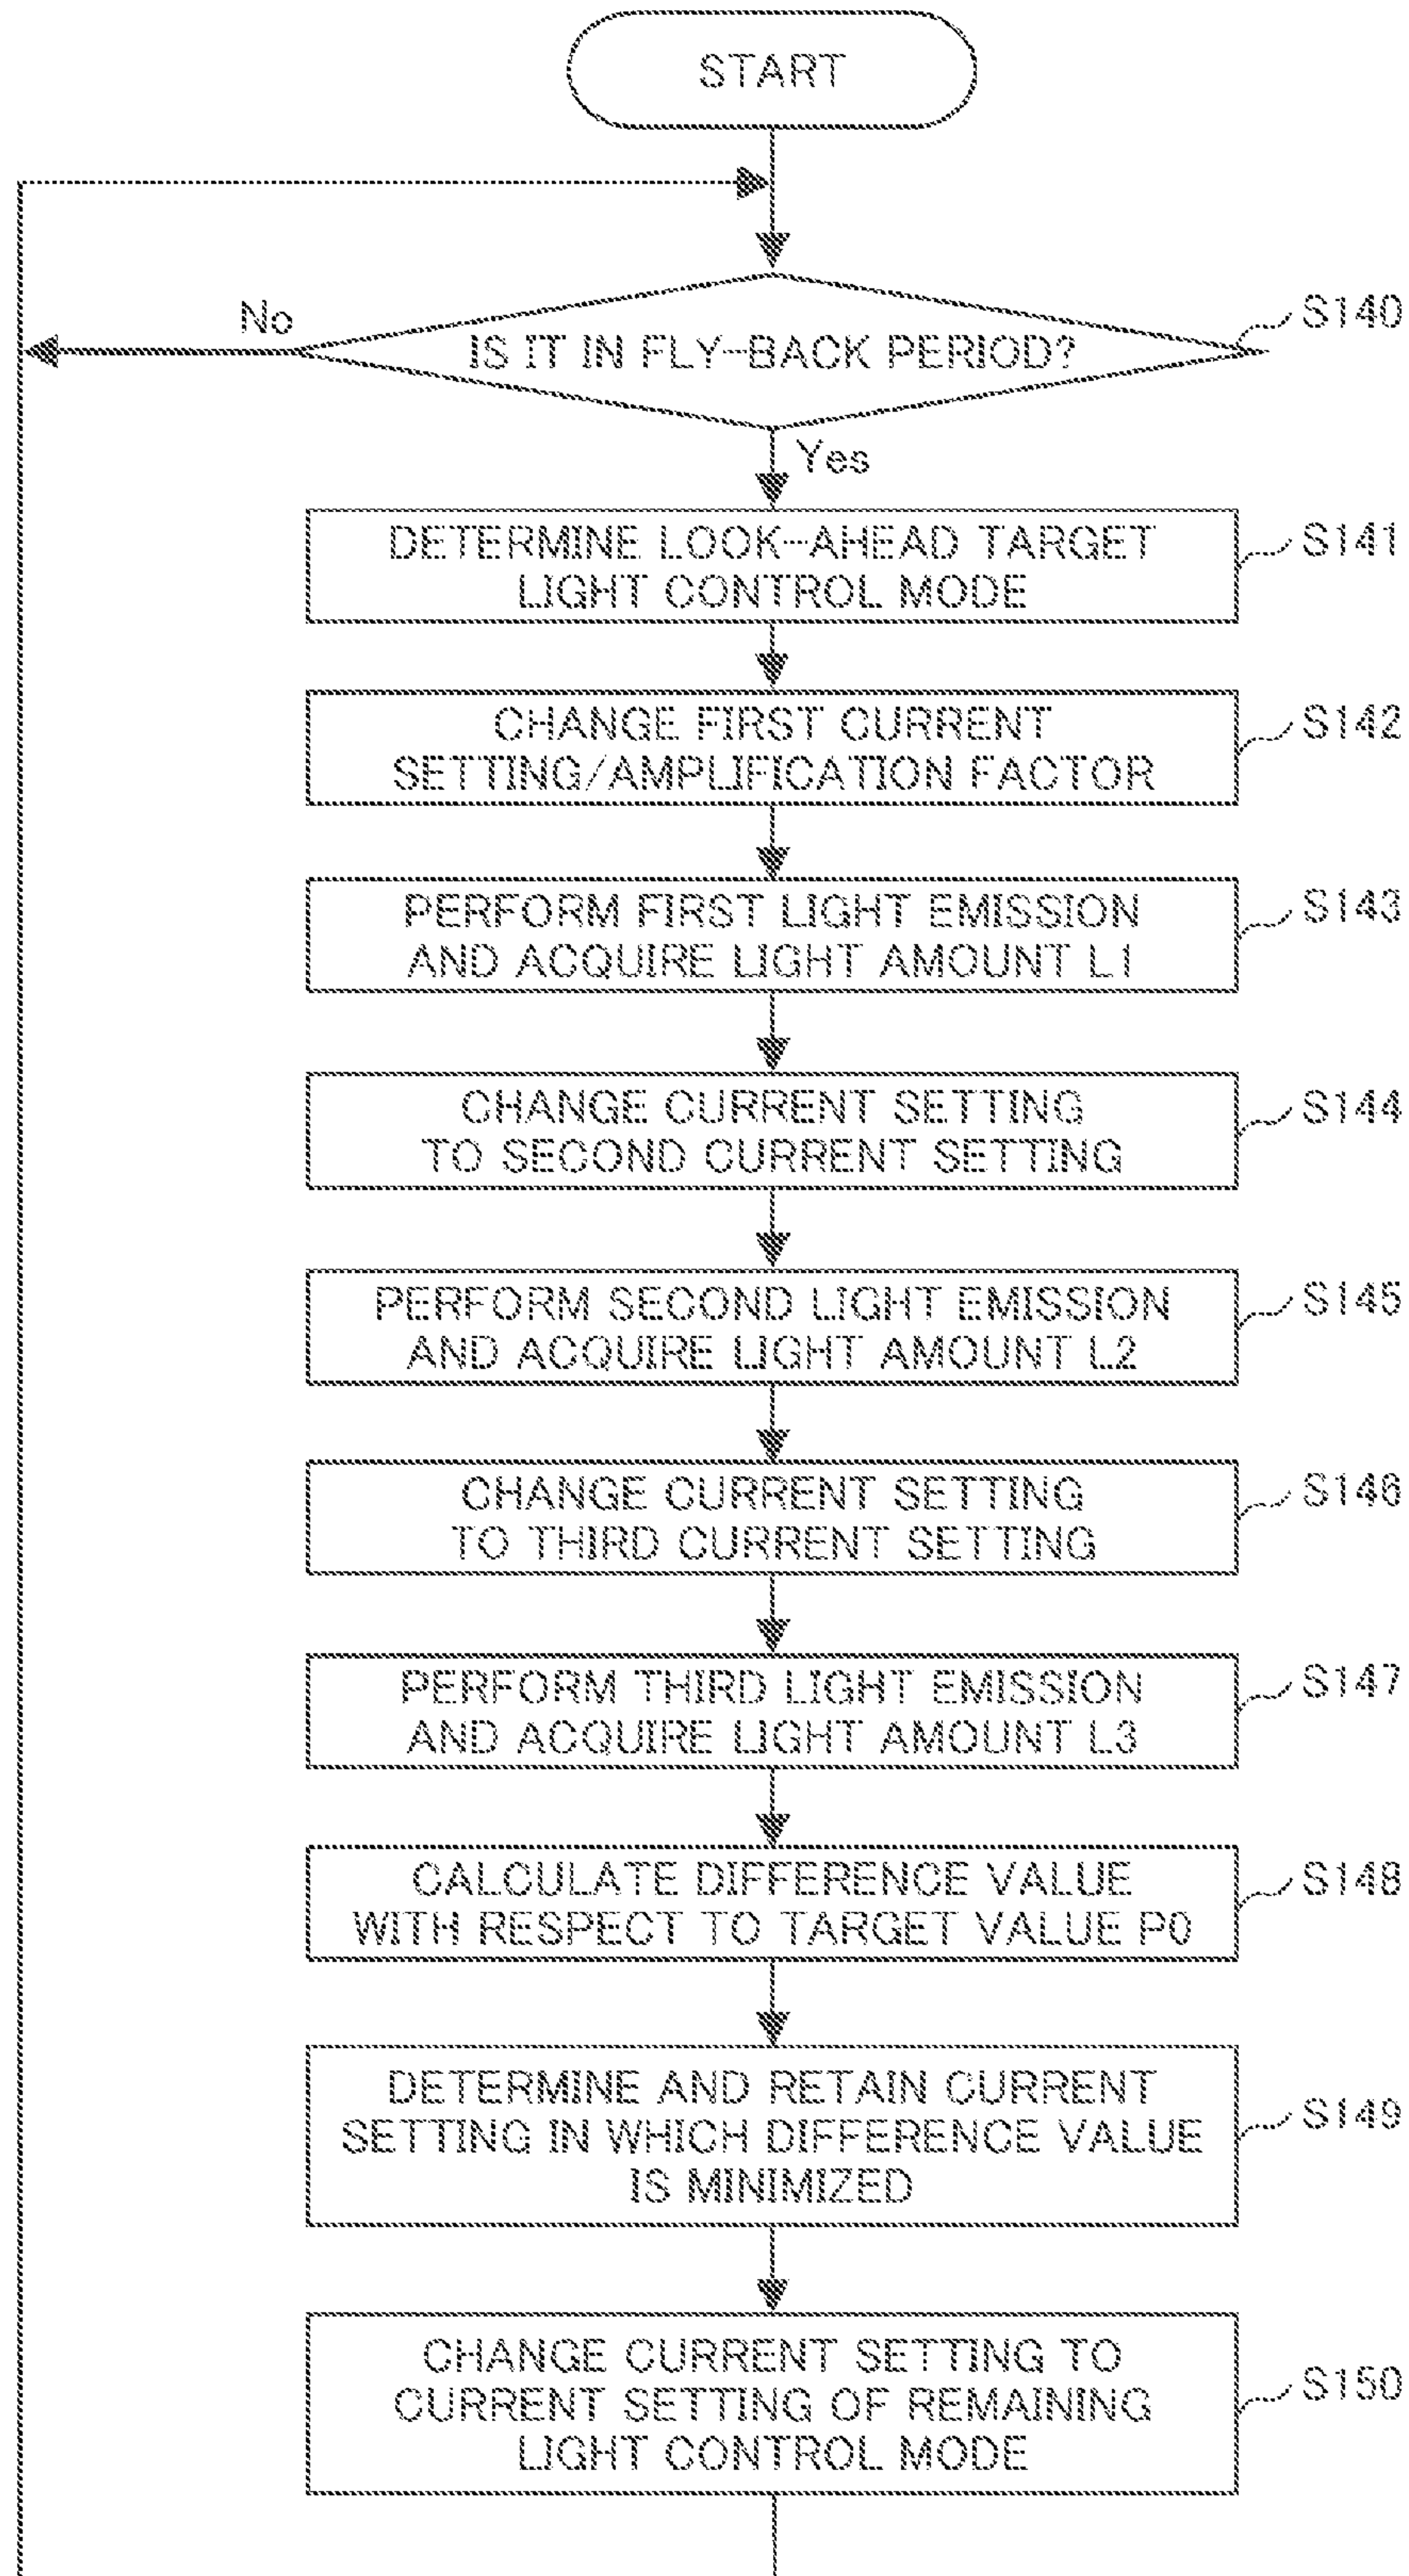 START
No
IS IT IN FLY-BACK PERIOD?
S140
Yes
DETERMINE LOOK-AHEAD TARGET
LIGHT CONTROL MODE
S141
CHANGE FIRST CURRENT
SETTING/AMPLIFICATION FACTOR
S142
PERFORM FIRST LIGHT EMISSION
AND ACQUIRE LIGHT AMOUNT L1
S143
CHANGE CURRENT SETTING
TO SECOND CURRENT SETTING
S144
PERFORM SECOND LIGHT EMISSION
AND ACQUIRE LIGHT AMOUNT L2
S145
CHANGE CURRENT SETTING
TO THIRD CURRENT SETTING
S146
PERFORM THIRD LIGHT EMISSION
AND ACQUIRE LIGHT AMOUNT L3
S147
CALCULATE DIFFERENCE VALUE
WITH RESPECT TO TARGET VALUE P0
S148
DETERMINE AND RETAIN CURRENT
SETTING IN WHICH DIFFERENCE VALUE
IS MINIMIZED
S149
CHANGE CURRENT SETTING TO
CURRENT SETTING OF REMAINING
LIGHT CONTROL MODE
S150